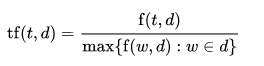 tf(t, d) = f(t, d) / max{f(w, d) : w ∈ d}